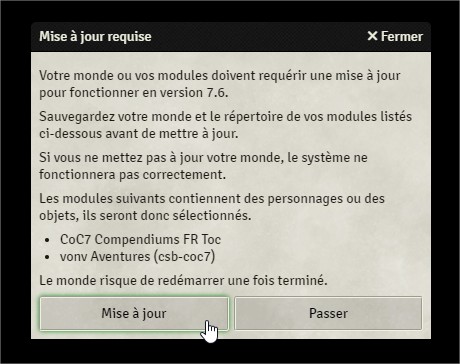 Mise à jour requise
✕ Fermer
Votre monde ou vos modules doivent requérir une mise à jour
pour fonctionner en version 7.6.
Sauvegardez votre monde et le répertoire de vos modules listés
ci-dessous avant de mettre à jour.
Si vous ne mettez pas à jour votre monde, le système ne
fonctionnera pas correctement.
Les modules suivants contiennent des personnages ou des
objets, ils seront donc sélectionnés.
• CoC7 Compendiums FR Toc
• vonv Aventures (csb-coc7)
Le monde risque de redémarrer une fois terminé.
Mise à jour
Passer